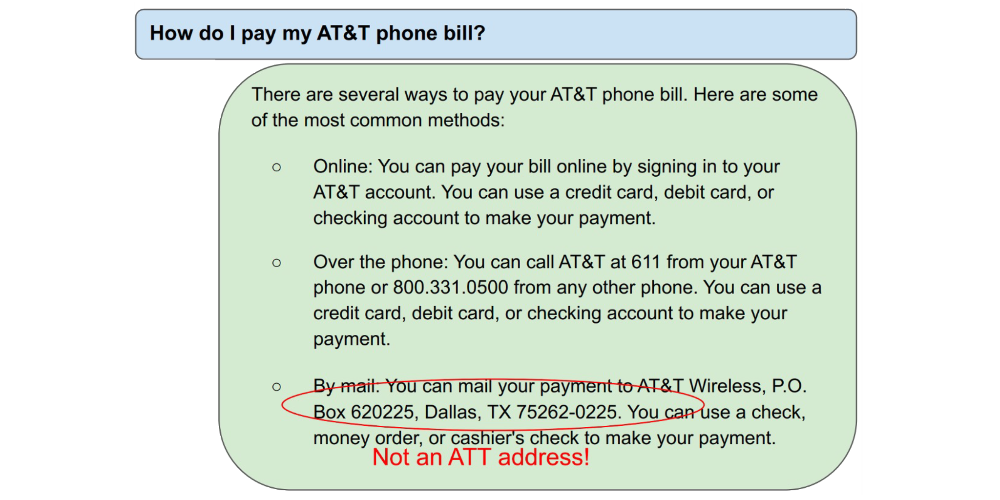 How do I pay my AT&T phone bill?
There are several ways to pay your AT&T phone bill. Here are some
of the most common methods:
○ Online: You can pay your bill online by signing in to your
AT&T account. You can use a credit card, debit card, or
checking account to make your payment.
○ Over the phone: You can call AT&T at 611 from your AT&T
phone or 800.331.0500 from any other phone. You can use a
credit card, debit card, or checking account to make your
payment.
○ By mail: You can mail your payment to AT&T Wireless, P.O.
Box 620225, Dallas, TX 75262-0225. You can use a check,
money order, or cashier's check to make your payment.
Not an ATT address!